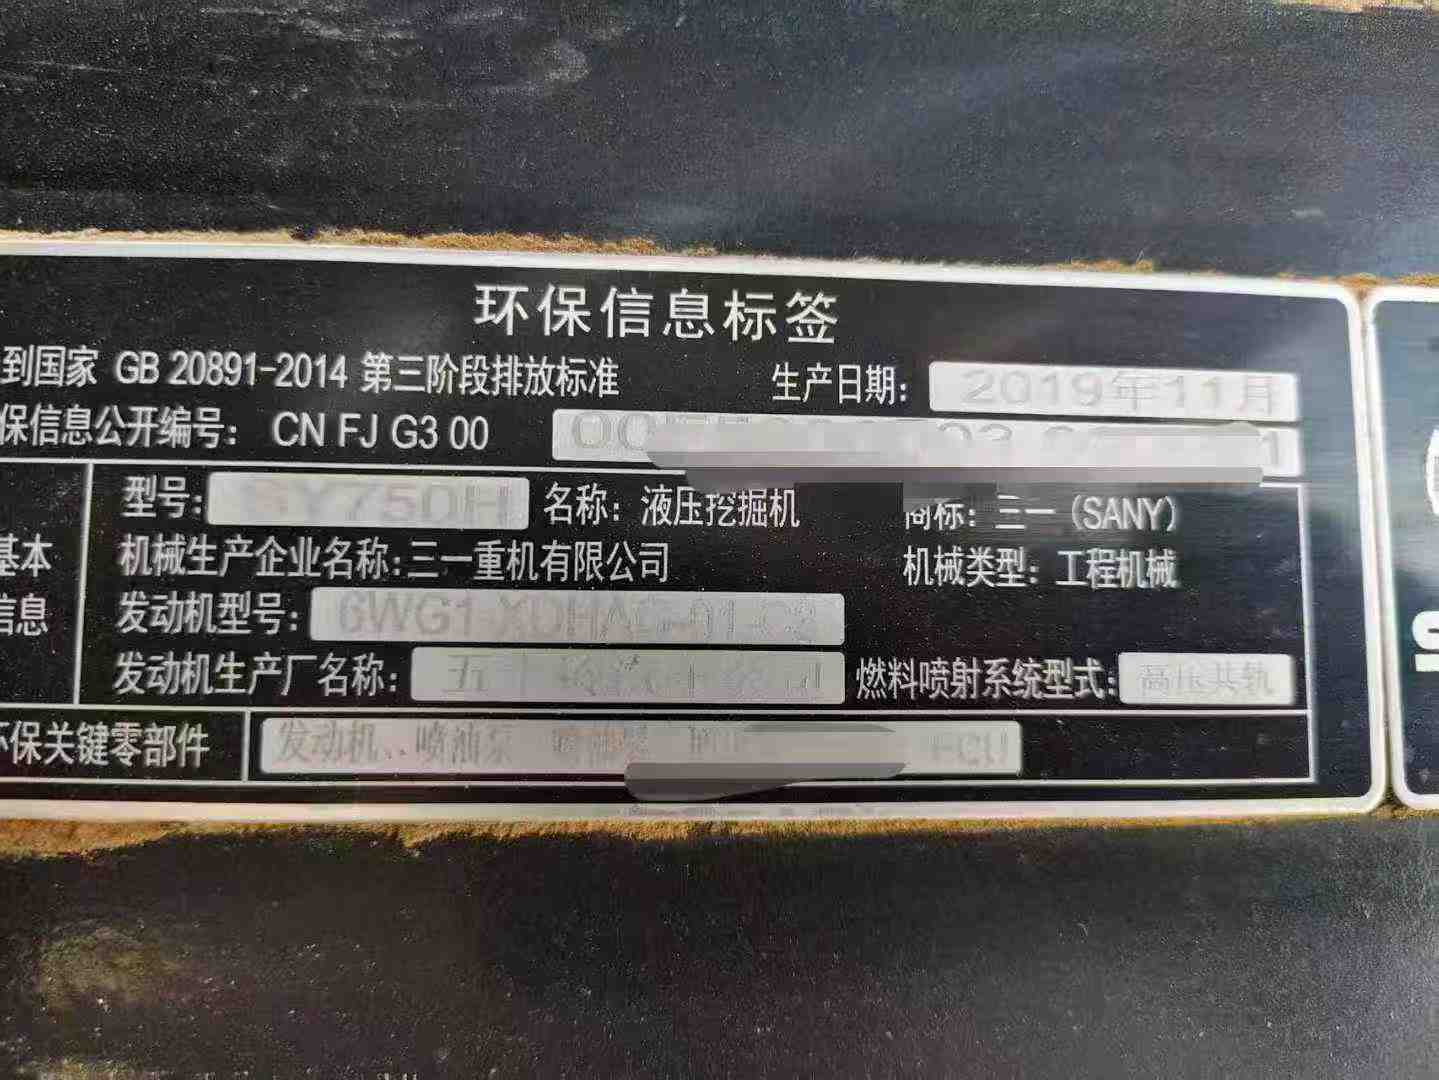 环保信息标签
到国家 GB 20891-2014 第三阶段排放标准 生产日期: 2019年11月
保信息公开编号: CN FJ G3 00
型号: SY750H 名称: 液压挖掘机 商标: 三一 (SANY)
基本 机械生产企业名称: 三一重机有限公司 机械类型: 工程机械
信息 发动机型号:
发动机生产厂名称: 燃料喷射系统型式: 高压共轨
环保关键零部件 发动机、喷油泵 ECU